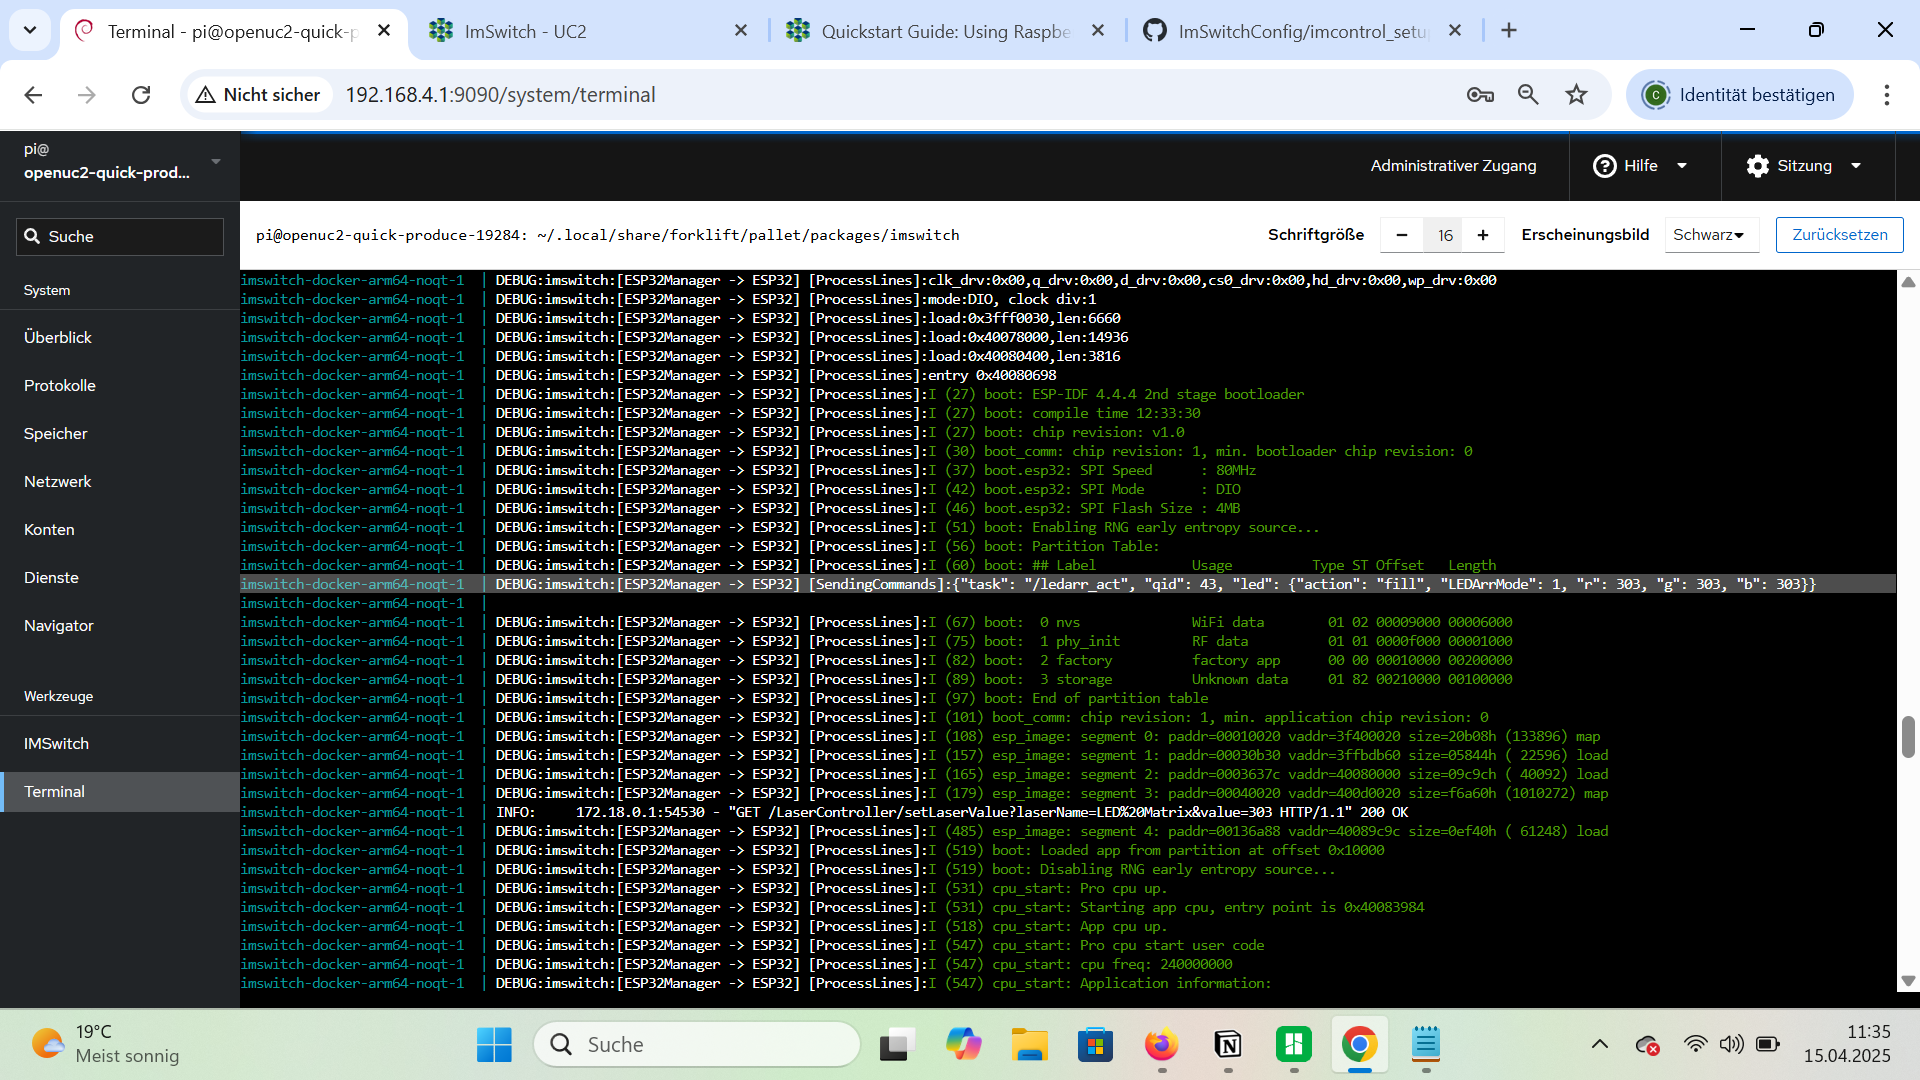 Terminal - pi@openuc2-quick-p
ImSwitch - UC2
Quickstart Guide: Using Raspbe
ImSwitchConfig/imcontrol_setu
Nicht sicher
192.168.4.1:9090/system/terminal
C
Identität bestätigen
pi@
openuc2-quick-prod...
Administrativer Zugang
Hilfe
Sitzung
Suche
System
Überblick
Protokolle
Speicher
Netzwerk
Konten
Dienste
Navigator
Werkzeuge
IMSwitch
Terminal
pi@openuc2-quick-produce-19284: ~/.local/share/forklift/pallet/packages/imswitch
Schriftgröße
16
Erscheinungsbild
Schwarz
Zurücksetzen
imswitch-docker-arm64-noqt-1 | DEBUG:imswitch:[ESP32Manager -> ESP32] [ProcessLines]:clk_drv:0x00,q_drv:0x00,d_drv:0x00,cs0_drv:0x00,hd_drv:0x00,wp_drv:0x00
imswitch-docker-arm64-noqt-1 | DEBUG:imswitch:[ESP32Manager -> ESP32] [ProcessLines]:mode:DIO, clock div:1
imswitch-docker-arm64-noqt-1 | DEBUG:imswitch:[ESP32Manager -> ESP32] [ProcessLines]:load:0x3fff0030,len:6660
imswitch-docker-arm64-noqt-1 | DEBUG:imswitch:[ESP32Manager -> ESP32] [ProcessLines]:load:0x40078000,len:14936
imswitch-docker-arm64-noqt-1 | DEBUG:imswitch:[ESP32Manager -> ESP32] [ProcessLines]:load:0x40080400,len:3816
imswitch-docker-arm64-noqt-1 | DEBUG:imswitch:[ESP32Manager -> ESP32] [ProcessLines]:entry 0x40080698
imswitch-docker-arm64-noqt-1 | DEBUG:imswitch:[ESP32Manager -> ESP32] [ProcessLines]:I (27) boot: ESP-IDF 4.4.4 2nd stage bootloader
imswitch-docker-arm64-noqt-1 | DEBUG:imswitch:[ESP32Manager -> ESP32] [ProcessLines]:I (27) boot: compile time 12:33:30
imswitch-docker-arm64-noqt-1 | DEBUG:imswitch:[ESP32Manager -> ESP32] [ProcessLines]:I (27) boot: chip revision: v1.0
imswitch-docker-arm64-noqt-1 | DEBUG:imswitch:[ESP32Manager -> ESP32] [ProcessLines]:I (30) boot_comm: chip revision: 1, min. bootloader chip revision: 0
imswitch-docker-arm64-noqt-1 | DEBUG:imswitch:[ESP32Manager -> ESP32] [ProcessLines]:I (37) boot.esp32: SPI Speed : 80MHz
imswitch-docker-arm64-noqt-1 | DEBUG:imswitch:[ESP32Manager -> ESP32] [ProcessLines]:I (42) boot.esp32: SPI Mode : DIO
imswitch-docker-arm64-noqt-1 | DEBUG:imswitch:[ESP32Manager -> ESP32] [ProcessLines]:I (46) boot.esp32: SPI Flash Size : 4MB
imswitch-docker-arm64-noqt-1 | DEBUG:imswitch:[ESP32Manager -> ESP32] [ProcessLines]:I (51) boot: Enabling RNG early entropy source...
imswitch-docker-arm64-noqt-1 | DEBUG:imswitch:[ESP32Manager -> ESP32] [ProcessLines]:I (56) boot: Partition Table:
imswitch-docker-arm64-noqt-1 | DEBUG:imswitch:[ESP32Manager -> ESP32] [ProcessLines]:I (60) boot: ## Label Usage Type ST Offset Length
imswitch-docker-arm64-noqt-1 | DEBUG:imswitch:[ESP32Manager -> ESP32] [SendingCommands]:{"task": "/ledarr_act", "qid": 43, "led": {"action": "fill", "LEDArrMode": 1, "r": 303, "g": 303, "b": 303}}
imswitch-docker-arm64-noqt-1 |
imswitch-docker-arm64-noqt-1 | DEBUG:imswitch:[ESP32Manager -> ESP32] [ProcessLines]:I (67) boot: 0 nvs WiFi data 01 02 00009000 00006000
imswitch-docker-arm64-noqt-1 | DEBUG:imswitch:[ESP32Manager -> ESP32] [ProcessLines]:I (75) boot: 1 phy_init RF data 01 01 0000f000 00001000
imswitch-docker-arm64-noqt-1 | DEBUG:imswitch:[ESP32Manager -> ESP32] [ProcessLines]:I (82) boot: 2 factory factory app 00 00 00010000 00200000
imswitch-docker-arm64-noqt-1 | DEBUG:imswitch:[ESP32Manager -> ESP32] [ProcessLines]:I (89) boot: 3 storage Unknown data 01 82 00210000 00100000
imswitch-docker-arm64-noqt-1 | DEBUG:imswitch:[ESP32Manager -> ESP32] [ProcessLines]:I (97) boot: End of partition table
imswitch-docker-arm64-noqt-1 | DEBUG:imswitch:[ESP32Manager -> ESP32] [ProcessLines]:I (101) boot_comm: chip revision: 1, min. application chip revision: 0
imswitch-docker-arm64-noqt-1 | DEBUG:imswitch:[ESP32Manager -> ESP32] [ProcessLines]:I (108) esp_image: segment 0: paddr=00010020 vaddr=3f400020 size=20b08h (133896) map
imswitch-docker-arm64-noqt-1 | DEBUG:imswitch:[ESP32Manager -> ESP32] [ProcessLines]:I (157) esp_image: segment 1: paddr=00030b30 vaddr=3ffbdb60 size=05844h ( 22596) load
imswitch-docker-arm64-noqt-1 | DEBUG:imswitch:[ESP32Manager -> ESP32] [ProcessLines]:I (165) esp_image: segment 2: paddr=0003637c vaddr=40080000 size=09c9ch ( 40092) load
imswitch-docker-arm64-noqt-1 | DEBUG:imswitch:[ESP32Manager -> ESP32] [ProcessLines]:I (179) esp_image: segment 3: paddr=00040020 vaddr=400d0020 size=f6a60h (1010272) map
imswitch-docker-arm64-noqt-1 | INFO: 172.18.0.1:54530 - "GET /LaserController/setLaserValue?laserName=LED%20Matrix&value=303 HTTP/1.1" 200 OK
imswitch-docker-arm64-noqt-1 | DEBUG:imswitch:[ESP32Manager -> ESP32] [ProcessLines]:I (485) esp_image: segment 4: paddr=00136a88 vaddr=40089c9c size=0ef40h ( 61248) load
imswitch-docker-arm64-noqt-1 | DEBUG:imswitch:[ESP32Manager -> ESP32] [ProcessLines]:I (519) boot: Loaded app from partition at offset 0x10000
imswitch-docker-arm64-noqt-1 | DEBUG:imswitch:[ESP32Manager -> ESP32] [ProcessLines]:I (519) boot: Disabling RNG early entropy source...
imswitch-docker-arm64-noqt-1 | DEBUG:imswitch:[ESP32Manager -> ESP32] [ProcessLines]:I (531) cpu_start: Pro cpu up.
imswitch-docker-arm64-noqt-1 | DEBUG:imswitch:[ESP32Manager -> ESP32] [ProcessLines]:I (531) cpu_start: Starting app cpu, entry point is 0x40083984
imswitch-docker-arm64-noqt-1 | DEBUG:imswitch:[ESP32Manager -> ESP32] [ProcessLines]:I (518) cpu_start: App cpu up.
imswitch-docker-arm64-noqt-1 | DEBUG:imswitch:[ESP32Manager -> ESP32] [ProcessLines]:I (547) cpu_start: Pro cpu start user code
imswitch-docker-arm64-noqt-1 | DEBUG:imswitch:[ESP32Manager -> ESP32] [ProcessLines]:I (547) cpu_start: cpu freq: 240000000
imswitch-docker-arm64-noqt-1 | DEBUG:imswitch:[ESP32Manager -> ESP32] [ProcessLines]:I (547) cpu_start: Application information:
19°C
Meist sonnig
Suche
11:35
15.04.2025